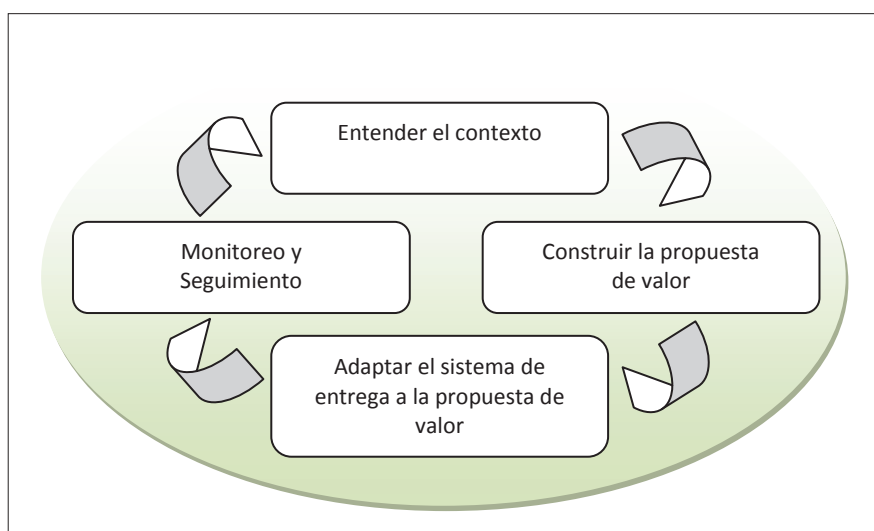 Entender el contexto
Monitoreo y
Seguimiento
Construir la propuesta
de valor
Adaptar el sistema de
entrega a la propuesta de
valor